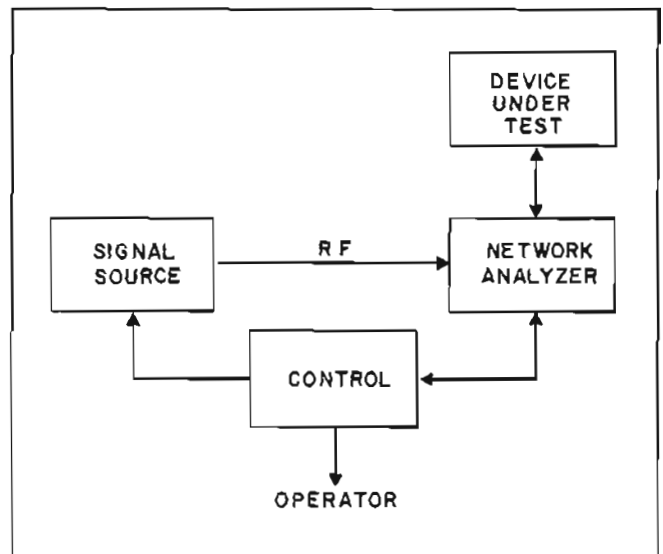 DEVICE
UNDER
TEST
SIGNAL
SOURCE
RF
NETWORK
ANALYZER
CONTROL
OPERATOR